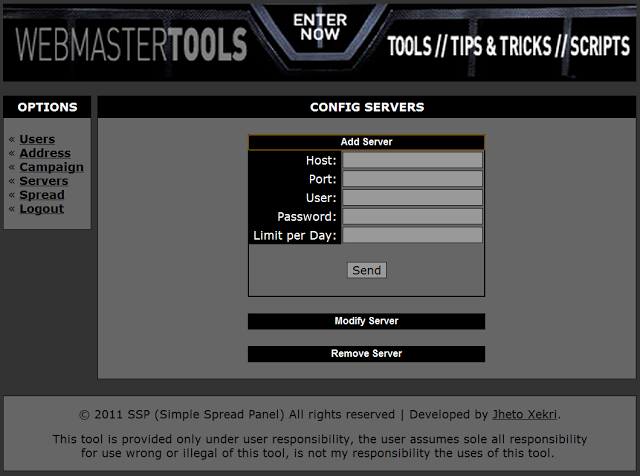 WEBMASTERTOOLS
ENTER
NOW
TOOLS // TIPS & TRICKS // SCRIPTS
OPTIONS
« Users
« Address
« Campaign
« Servers
« Spread
« Logout
CONFIG SERVERS
Add Server
Host:
Port:
User:
Password:
Limit per Day:
Send
Modify Server
Remove Server
© 2011 SSP (Simple Spread Panel) All rights reserved | Developed by Jheto Xekri.
This tool is provided only under user responsibility, the user assumes sole all responsibility
for use wrong or illegal of this tool, is not my responsibility the uses of this tool.